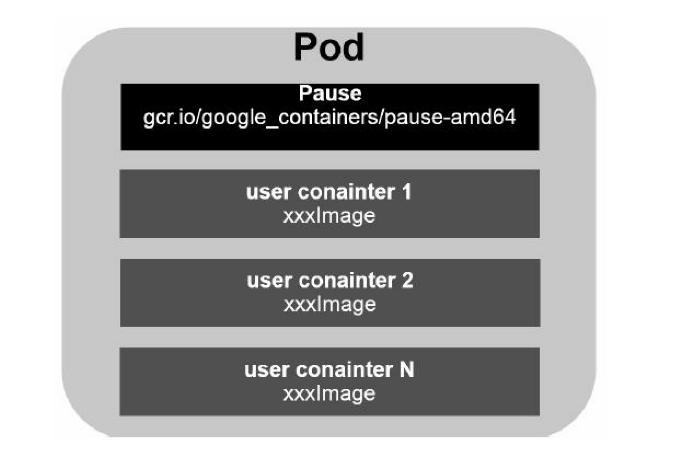 Pod
Pause
gcr.io/google_containers/pause-amd64
user conainter 1
xxxImage
user conainter 2
xxxImage
user conainter N
xxxImage